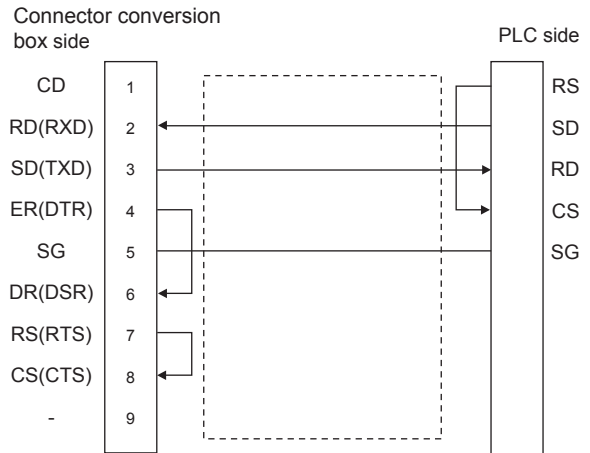 Connector conversion
box side
PLC side
CD 1 RS
RD(RXD) 2 SD
SD(TXD) 3 RD
ER(DTR) 4 CS
SG 5 SG
DR(DSR) 6
RS(RTS) 7
CS(CTS) 8
- 9